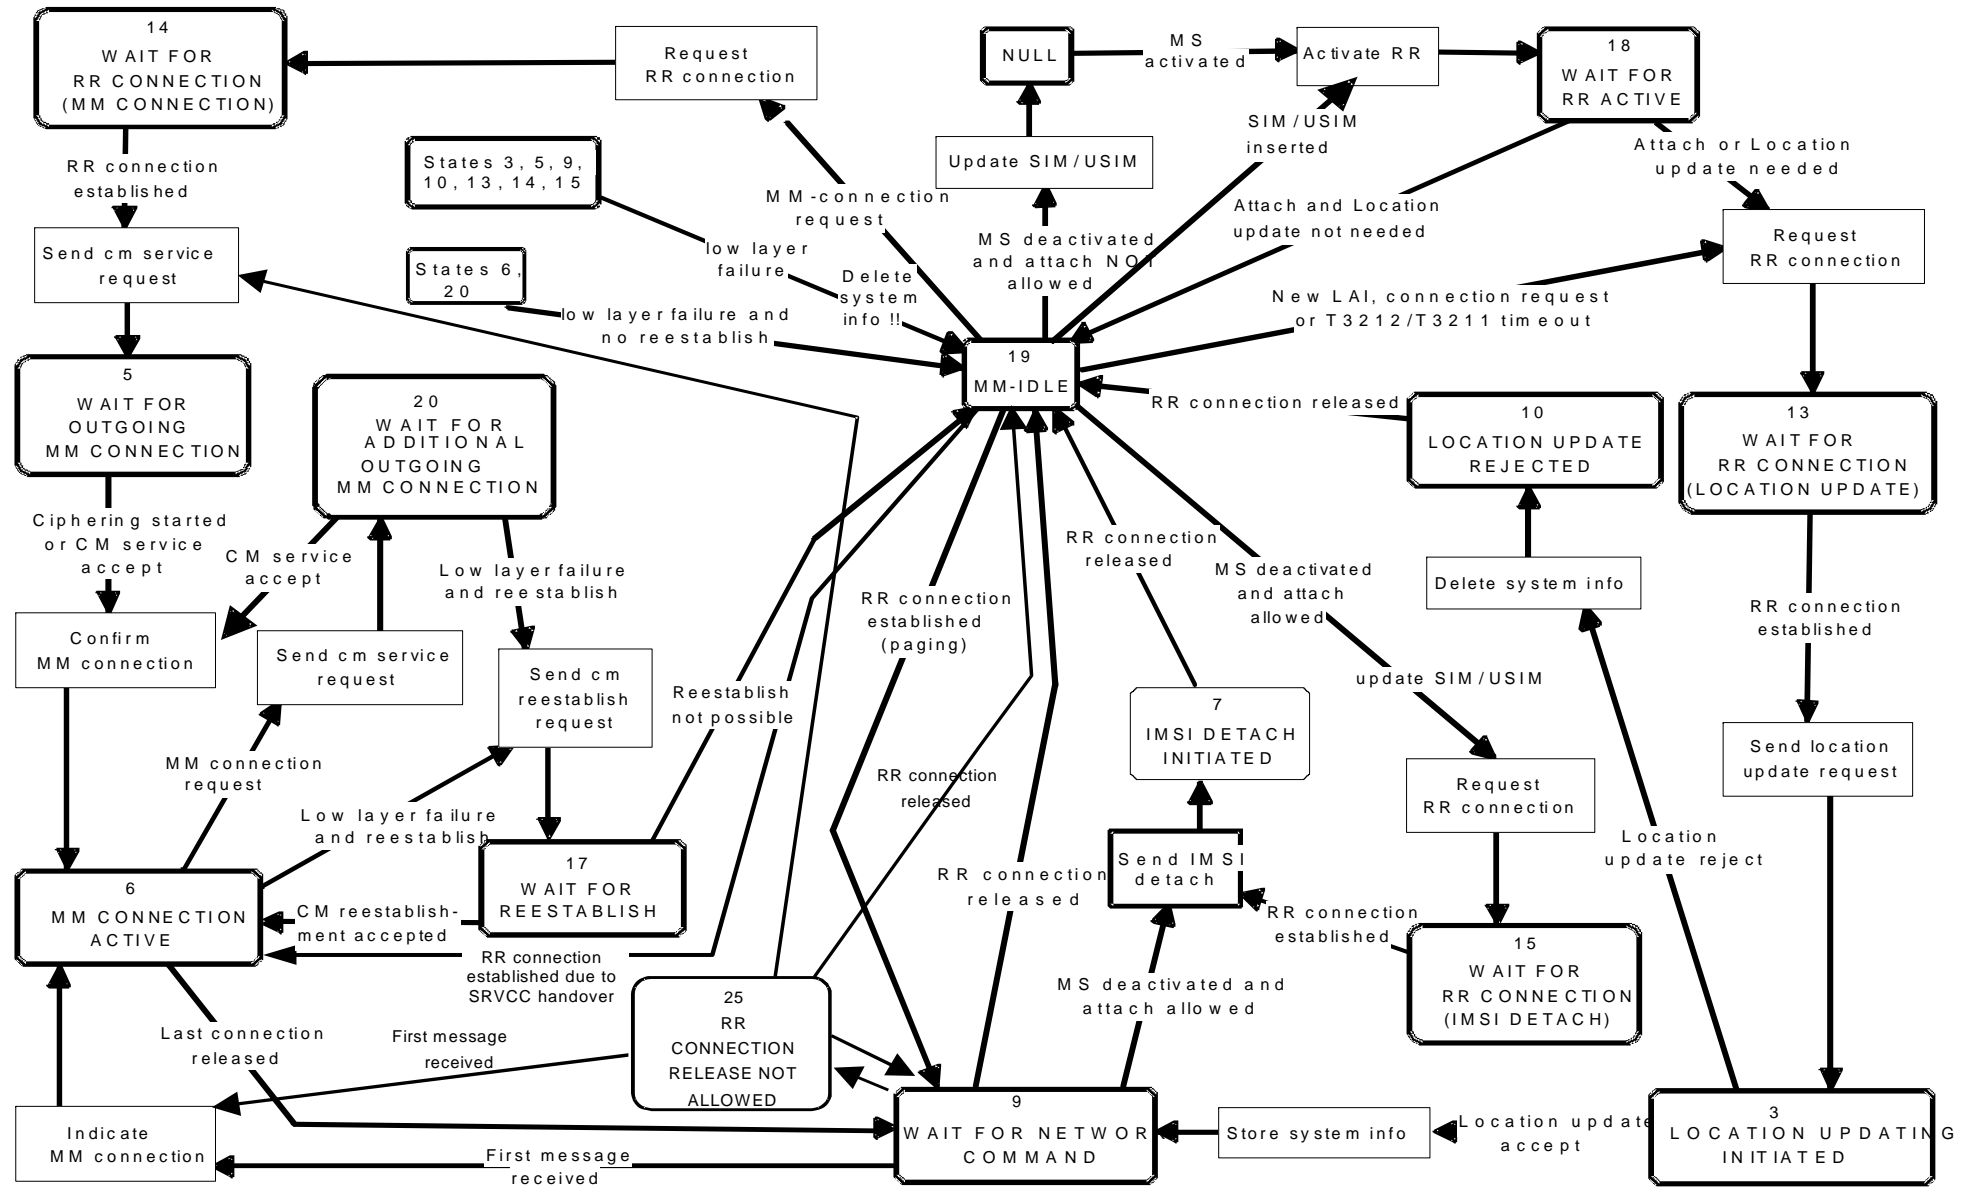 14
WAIT FOR
RR CONNECTION
(MM CONNECTION)
Request
RR connection
NULL
MS
activated
Activate RR
18
WAIT FOR
RR ACTIVE
RR connection
established
States 3, 5, 9,
10, 13, 14, 15
Update SIM/USIM
SIM/USIM
inserted
Attach or Location
update needed
MM-connection
request
Attach and Location
update not needed
Request
RR connection
Send cm service
request
States 6,
20
low layer
failure,
Delete
system
info !!
MS deactivated
and attach NOT
allowed
low layer failure and
no reestablish
New LAI, connection request
or T3212/T3211 timeout
19
MM-IDLE
5
WAIT FOR
OUTGOING
MM CONNECTION
20
WAIT FOR
ADDITIONAL
OUTGOING
MM CONNECTION
RR connection released
10
LOCATION UPDATE
REJECTED
13
WAIT FOR
RR CONNECTION
(LOCATION UPDATE)
Ciphering started
or CM service
accept
CM service
accept
Low layer failure
and reestablish
RR connection
released
MS deactivated
and attach
allowed
Delete system info
RR connection
established
(paging)
RR connection
established
Confirm
MM connection
Send cm service
request
Send cm
reestablish
request
Reestablish
not possible
update SIM/USIM
7
IMSI DETACH
INITIATED
MM connection
request
RR connection
released
Request
RR connection
Send location
update request
Low layer failure
and reestablish
17
WAIT FOR
REESTABLISH
Send IMSI
detach
Location
update reject
RR connection
released
6
MM CONNECTION
ACTIVE
CM reestablish-
ment accepted
RR connection
established
RR connection
established due to
SRVCC handover
15
WAIT FOR
RR CONNECTION
(IMSI DETACH)
25
RR
CONNECTION
RELEASE NOT
ALLOWED
MS deactivated and
attach allowed
Last connection
released
First message
received
Indicate
MM connection
First message
received
9
WAIT FOR NETWOR
COMMAND
Store system info
Location update
accept
3
LOCATION UPDATING
INITIATED